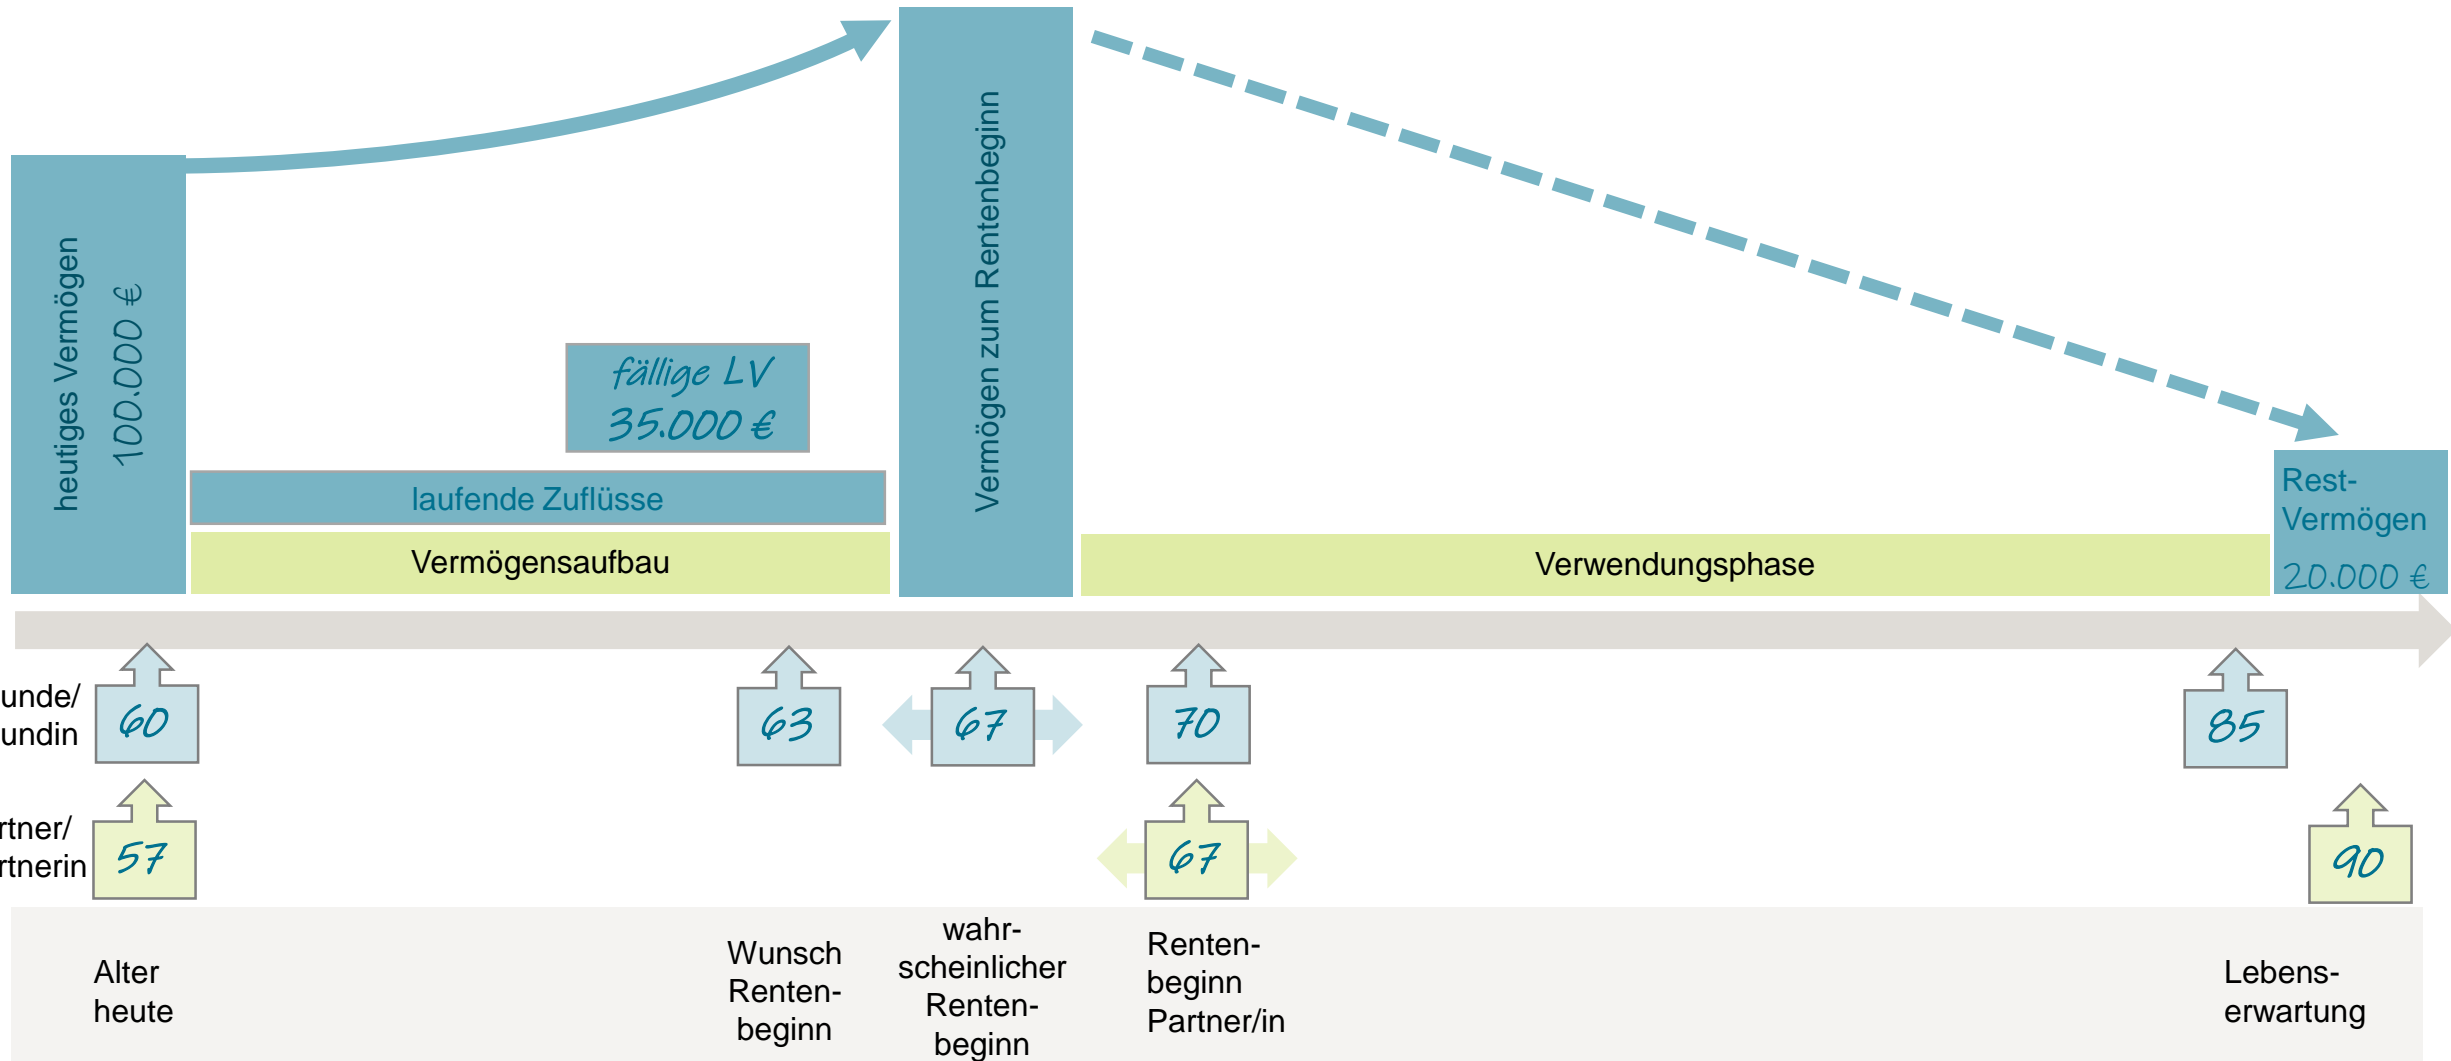 heutiges Vermögen
100.000 €
fällige LV
35.000 €
laufende Zuflüsse
Vermögensaufbau
Vermögen zum Rentenbeginn
Verwendungsphase
Rest-
Vermögen
20.000 €
unde/
undin
60
63
67
70
85
rtner/
rtnerin
57
67
90
Alter
heute
Wunsch
Renten-
beginn
wahr-
scheinlicher
Renten-
beginn
Renten-
beginn
Partner/in
Lebens-
erwartung